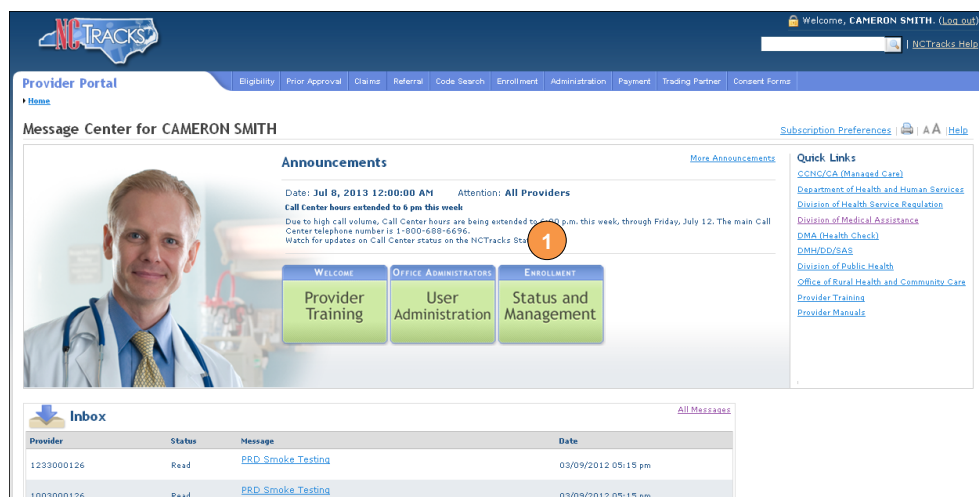 NCTRACKS
Welcome, CAMERON SMITH. (Log out)
| NCTracks Help
Provider Portal
Eligibility Prior Approval Claims Referral Code Search Enrollment Administration Payment Trading Partner Consent Forms
Home
Message Center for CAMERON SMITH
Subscription Preferences | | A A | Help
Announcements
More Announcements
Date: Jul 8, 2013 12:00:00 AM Attention: All Providers
Call Center hours extended to 6 pm this week
Due to high call volume, Call Center hours are being extended to 6:00 p.m. this week, through Friday, July 12. The main Call
Center telephone number is 1-800-688-6696.
Watch for updates on Call Center status on the NCTracks
1
WELCOME
Provider
Training
OFFICE ADMINISTRATORS
User
Administration
ENROLLMENT
Status and
Management
Quick Links
CCNC/CA (Managed Care)
Department of Health and Human Services
Division of Health Service Regulation
Division of Medical Assistance
DMA (Health Check)
DMH/DD/SAS
Division of Public Health
Office of Rural Health and Community Care
Provider Training
Provider Manuals
Inbox
All Messages
Provider Status Message Date
1233000126 Read PRD Smoke Testing 03/09/2012 05:15 pm
1003000126 Read PRD Smoke Testing 03/09/2012 05:15 pm